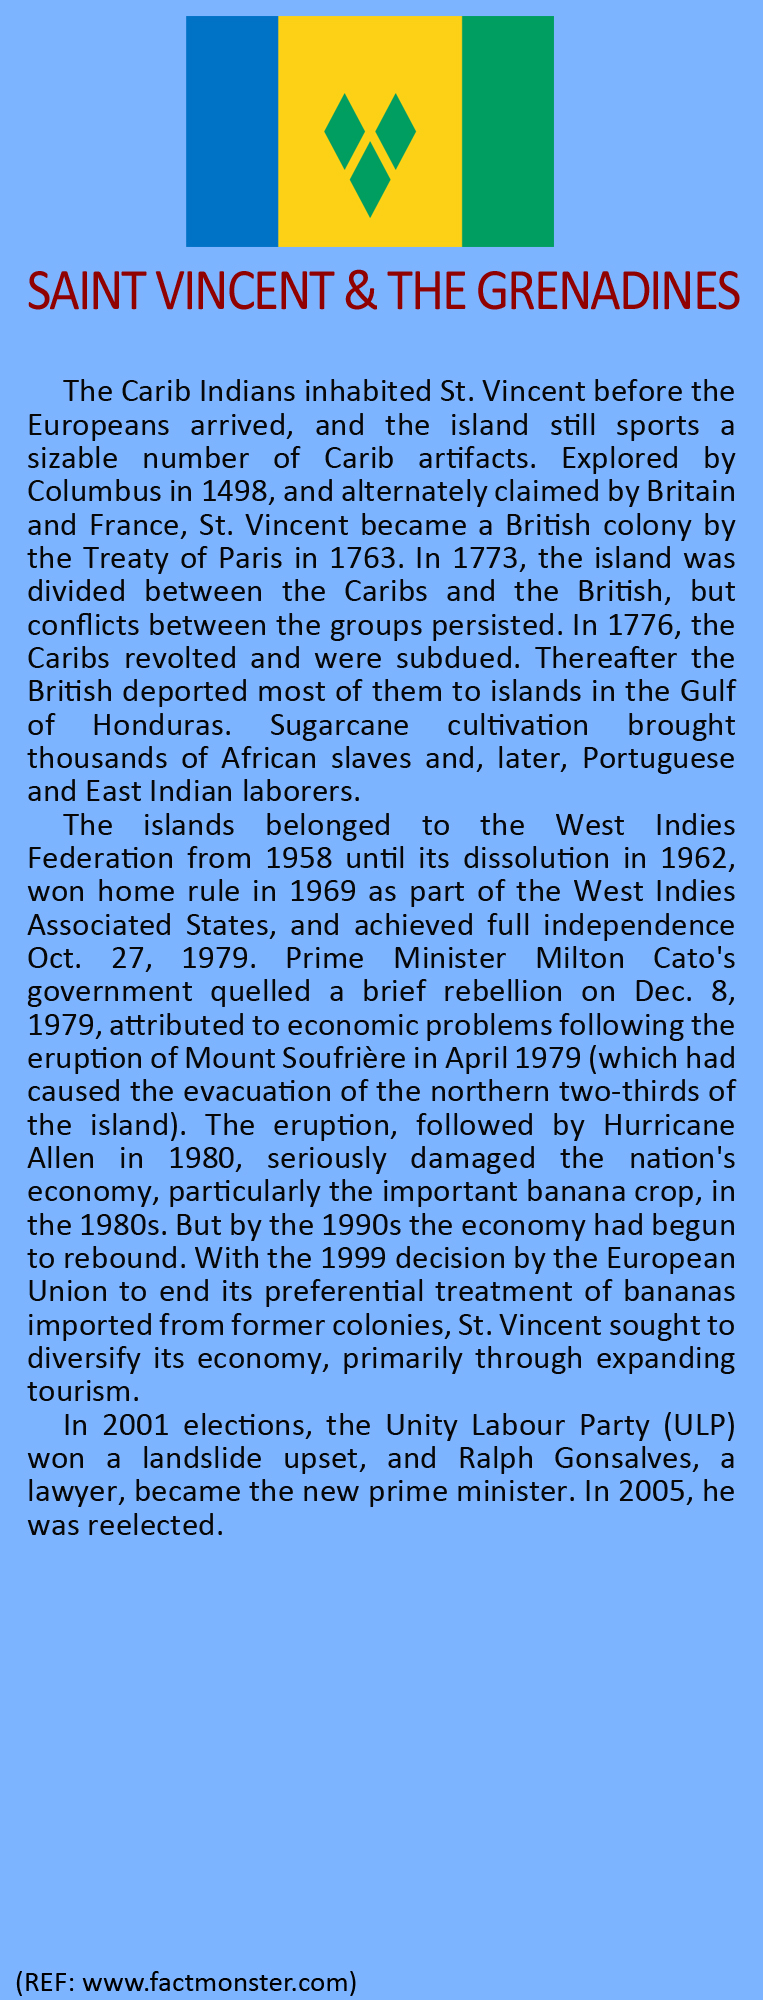 SAINT VINCENT & THE GRENADINES
The Carib Indians inhabited St. Vincent before the
Europeans arrived, and the island still sports a
sizable number of Carib artifacts. Explored by
Columbus in 1498, and alternately claimed by Britain
and France, St. Vincent became a British colony by
the Treaty of Paris in 1763. In 1773, the island was
divided between the Caribs and the British, but
conflicts between the groups persisted. In 1776, the
Caribs revolted and were subdued. Thereafter the
British deported most of them to islands in the Gulf
of Honduras. Sugarcane cultivation brought
thousands of African slaves and, later, Portuguese
and East Indian laborers.
The islands belonged to the West Indies
Federation from 1958 until its dissolution in 1962,
won home rule in 1969 as part of the West Indies
Associated States, and achieved full independence
Oct. 27, 1979. Prime Minister Milton Cato's
government quelled a brief rebellion on Dec. 8,
1979, attributed to economic problems following the
eruption of Mount Soufrière in April 1979 (which had
caused the evacuation of the northern two-thirds of
the island). The eruption, followed by Hurricane
Allen in 1980, seriously damaged the nation's
economy, particularly the important banana crop, in
the 1980s. But by the 1990s the economy had begun
to rebound. With the 1999 decision by the European
Union to end its preferential treatment of bananas
imported from former colonies, St. Vincent sought to
diversify its economy, primarily through expanding
tourism.
In 2001 elections, the Unity Labour Party (ULP)
won a landslide upset, and Ralph Gonsalves, a
lawyer, became the new prime minister. In 2005, he
was reelected.
(REF: www.factmonster.com)